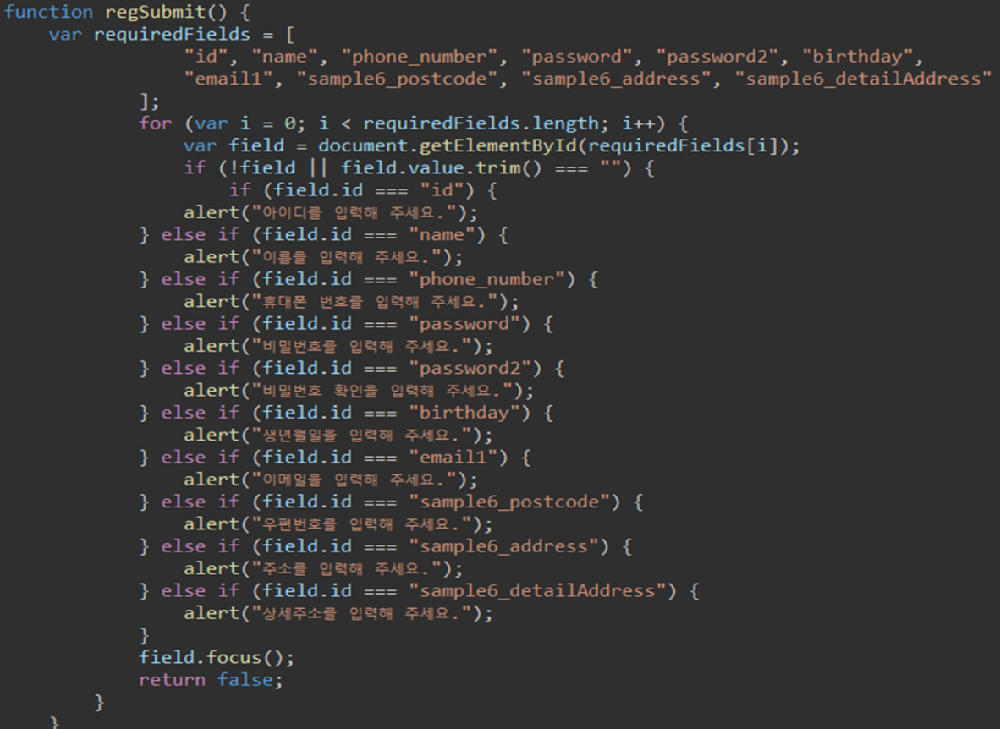 function regSubmit() {
    var requiredFields = [
                "id", "name", "phone_number", "password", "password2", "birthday",
                "email1", "sample6_postcode", "sample6_address", "sample6_detailAddress"
            ];
            for (var i = 0; i < requiredFields.length; i++) {
                var field = document.getElementById(requiredFields[i]);
                if (!field || field.value.trim() === "") {
                    if (field.id === "id") {
                alert("아이디를 입력해 주세요.");
            } else if (field.id === "name") {
                alert("이름을 입력해 주세요.");
            } else if (field.id === "phone_number") {
                alert("휴대폰 번호를 입력해 주세요.");
            } else if (field.id === "password") {
                alert("비밀번호를 입력해 주세요.");
            } else if (field.id === "password2") {
                alert("비밀번호 확인을 입력해 주세요.");
            } else if (field.id === "birthday") {
                alert("생년월일을 입력해 주세요.");
            } else if (field.id === "email1") {
                alert("이메일을 입력해 주세요.");
            } else if (field.id === "sample6_postcode") {
                alert("우편번호를 입력해 주세요.");
            } else if (field.id === "sample6_address") {
                alert("주소를 입력해 주세요.");
            } else if (field.id === "sample6_detailAddress") {
                alert("상세주소를 입력해 주세요.");
            }
            field.focus();
            return false;
        }
    }